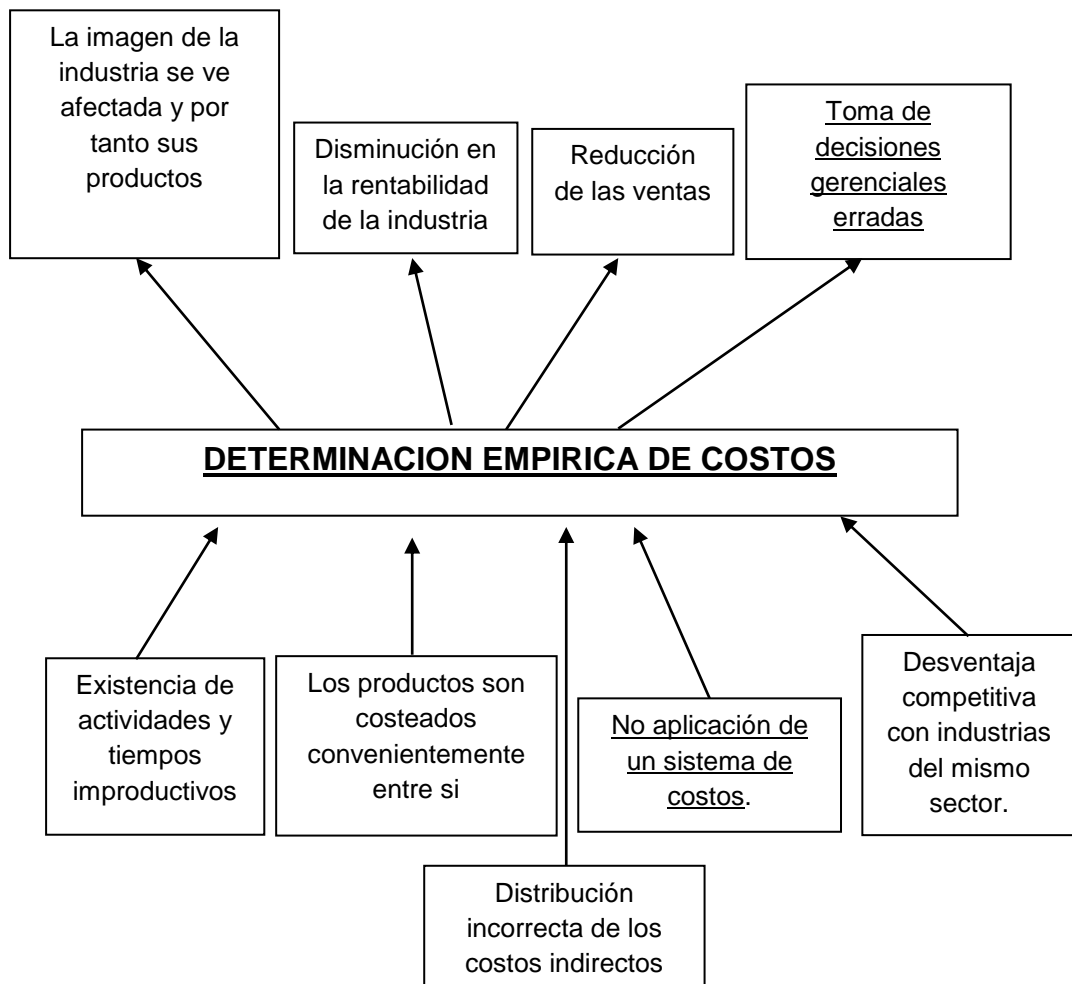 La imagen de la
industria se ve
afectada y por
tanto sus
productos
Disminución en
la rentabilidad
de la industria
Reducción
de las ventas
Toma de
decisiones
gerenciales
erradas
DETERMINACION EMPIRICA DE COSTOS
Existencia de
actividades y
tiempos
improductivos
Los productos son
costeados
convenientemente
entre si
No aplicación de
un sistema de
costos.
Desventaja
competitiva
con industrias
del mismo
sector.
Distribución
incorrecta de los
costos indirectos